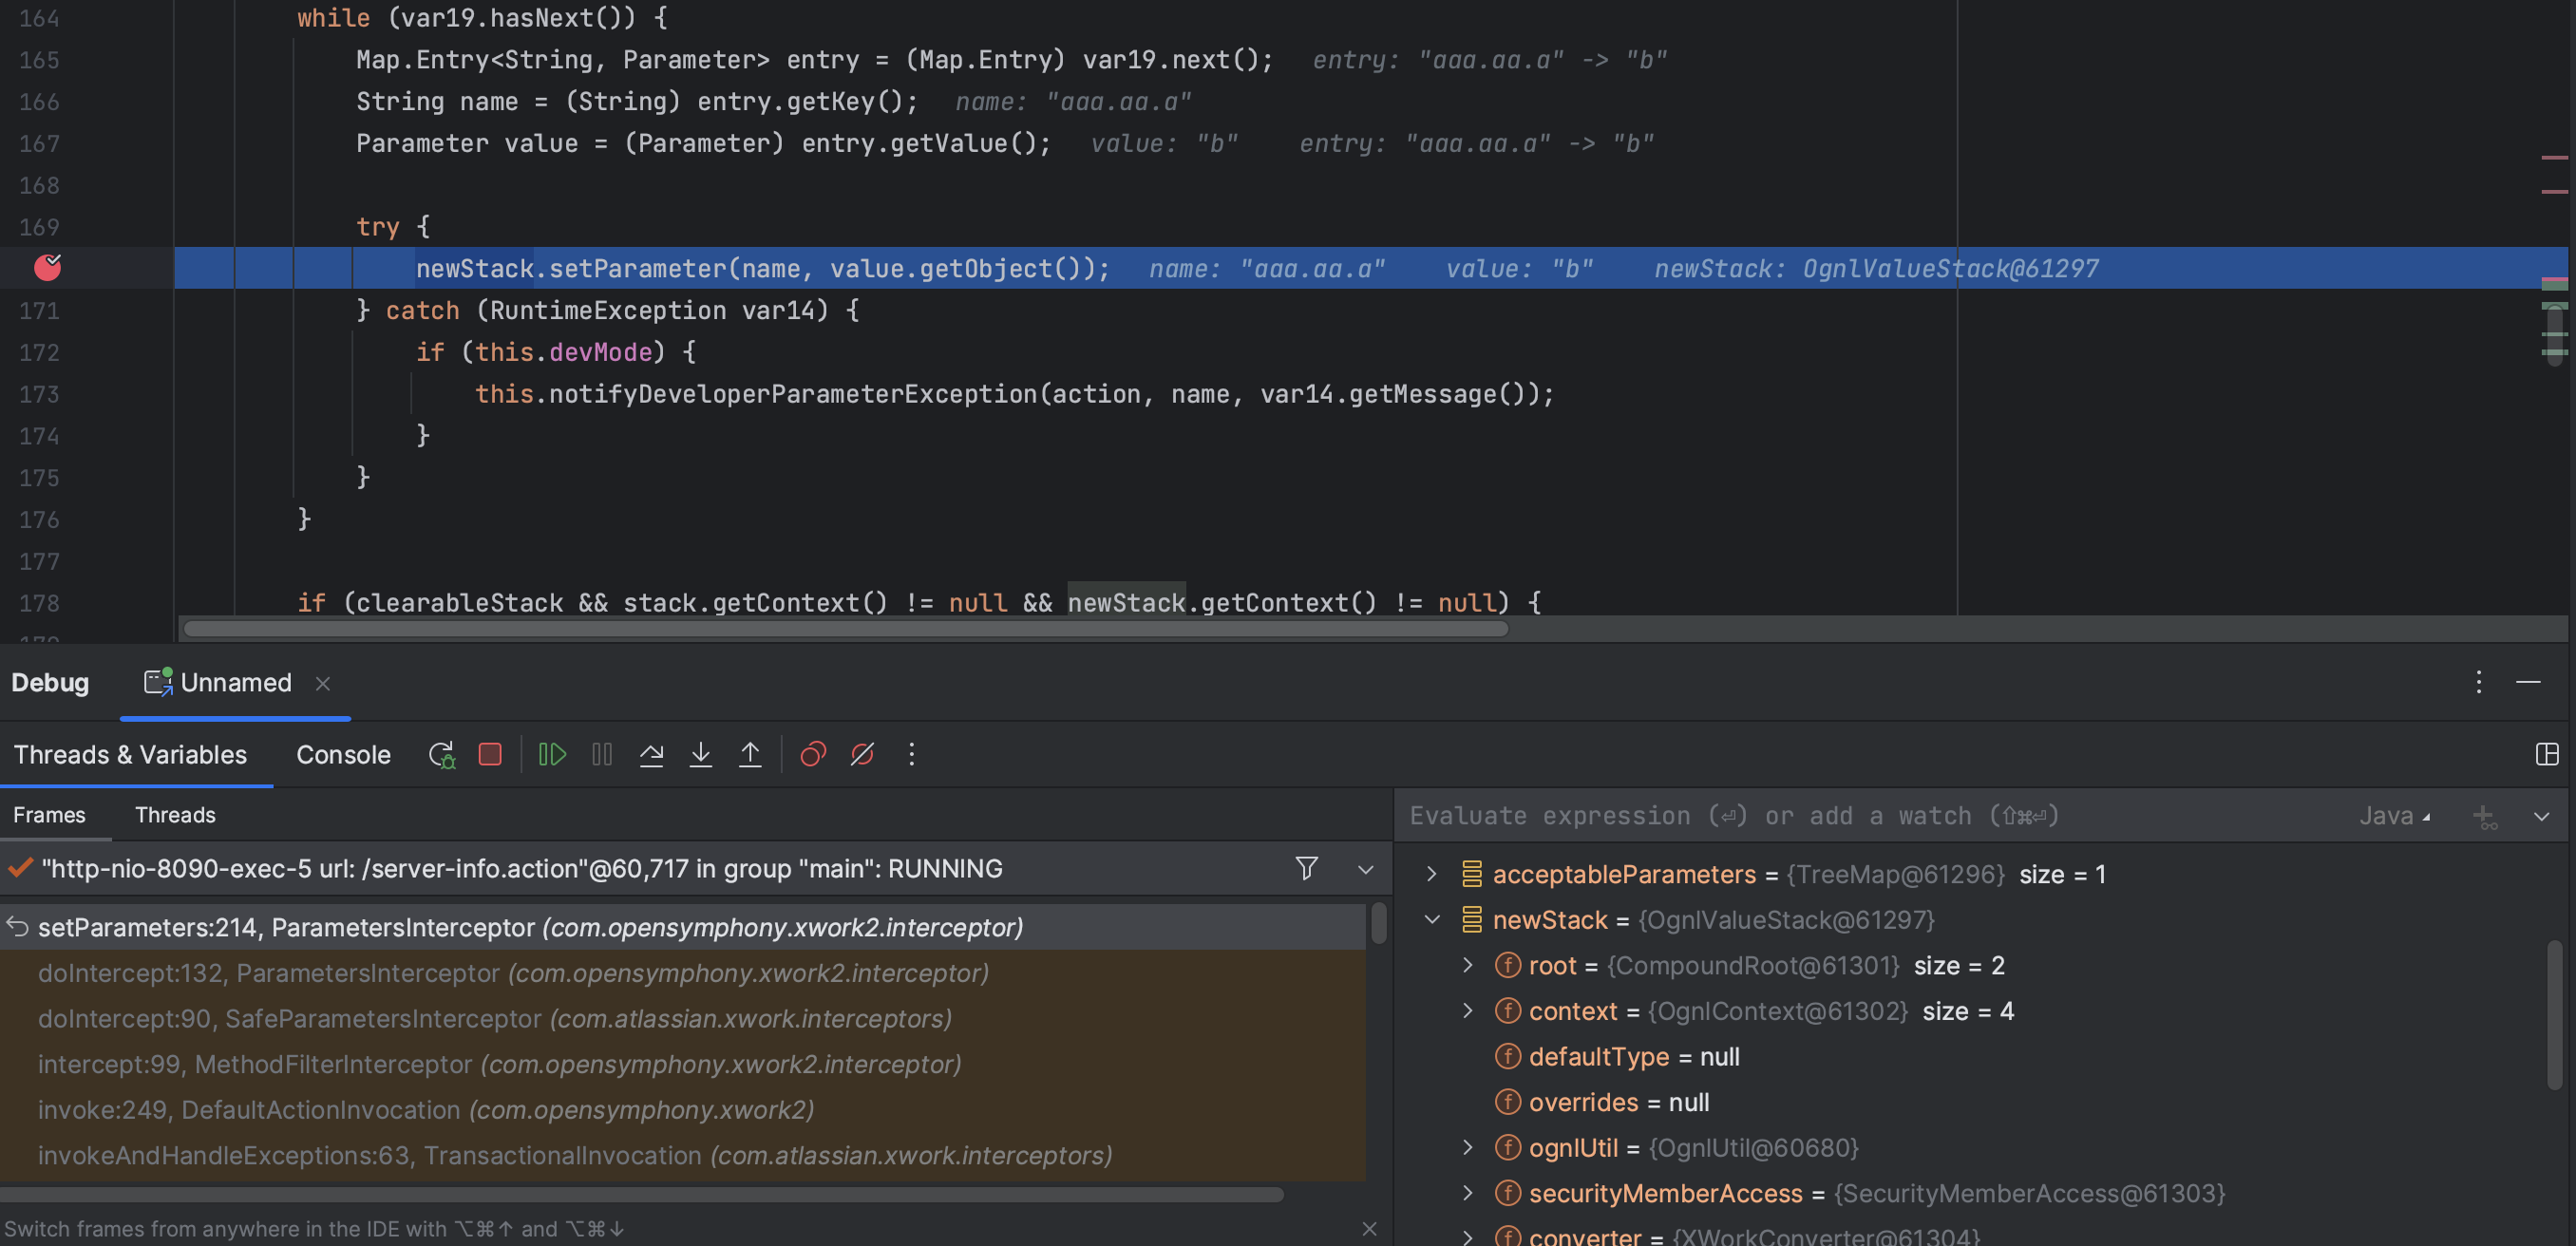 164 while (var19.hasNext()) {
165 Map.Entry<String, Parameter> entry = (Map.Entry) var19.next(); entry: "aaa.aa.a" -> "b"
166 String name = (String) entry.getKey(); name: "aaa.aa.a"
167 Parameter value = (Parameter) entry.getValue(); value: "b" entry: "aaa.aa.a" -> "b"
168
169 try {
newStack.setParameter(name, value.getObject()); name: "aaa.aa.a" value: "b" newStack: OgnlValueStack@61297
171 } catch (RuntimeException var14) {
172 if (this.devMode) {
173 this.notifyDeveloperParameterException(action, name, var14.getMessage());
174 }
175 }
176 }
177
178 if (clearableStack && stack.getContext() != null && newStack.getContext() != null) {
179
Debug Unnamed
Threads & Variables Console
Frames Threads
"http-nio-8090-exec-5 url: /server-info.action"@60,717 in group "main": RUNNING
setParameters:214, ParametersInterceptor (com.opensymphony.xwork2.interceptor)
doIntercept:132, ParametersInterceptor (com.opensymphony.xwork2.interceptor)
doIntercept:90, SafeParametersInterceptor (com.atlassian.xwork.interceptors)
intercept:99, MethodFilterInterceptor (com.opensymphony.xwork2.interceptor)
invoke:249, DefaultActionInvocation (com.opensymphony.xwork2)
invokeAndHandleExceptions:63, TransactionalInvocation (com.atlassian.xwork.interceptors)
Switch frames from anywhere in the IDE with ⌥⌘↑ and ⌥⌘↓
Evaluate expression (⏎) or add a watch (⇧⌘⏎) Java
acceptableParameters = {TreeMap@61296} size = 1
newStack = {OgnlValueStack@61297}
root = {CompoundRoot@61301} size = 2
context = {OgnlContext@61302} size = 4
defaultType = null
overrides = null
ognlUtil = {OgnlUtil@60680}
securityMemberAccess = {SecurityMemberAccess@61303}
converter = {XWorkConverter@61304}